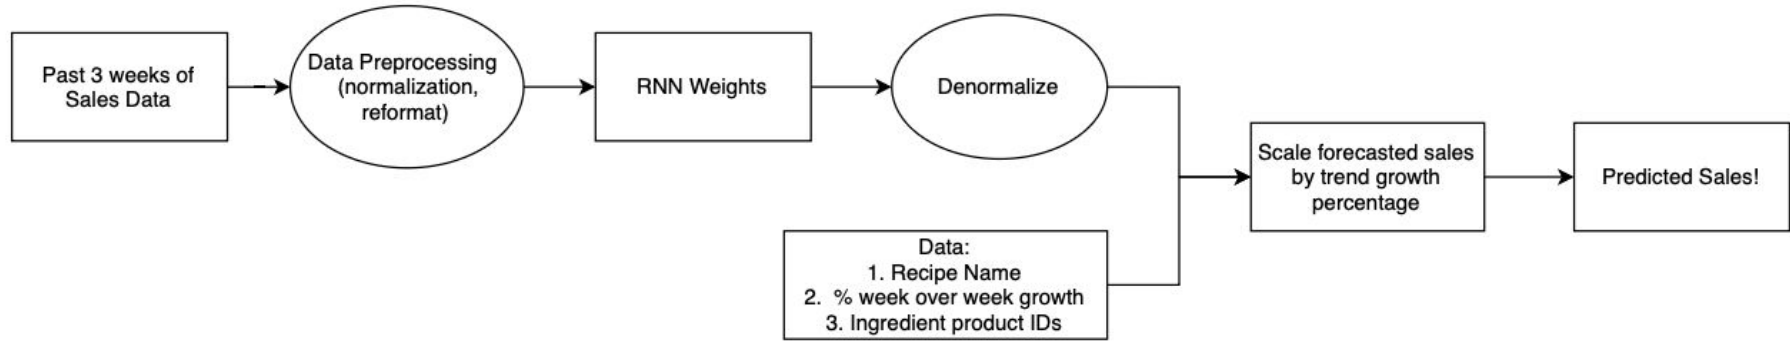 Past 3 weeks of
Sales Data
Data Preprocessing
(normalization,
reformat)
RNN Weights
Denormalize
Data:
1. Recipe Name
2.  % week over week growth
3. Ingredient product IDs
Scale forecasted sales
by trend growth
percentage
Predicted Sales!